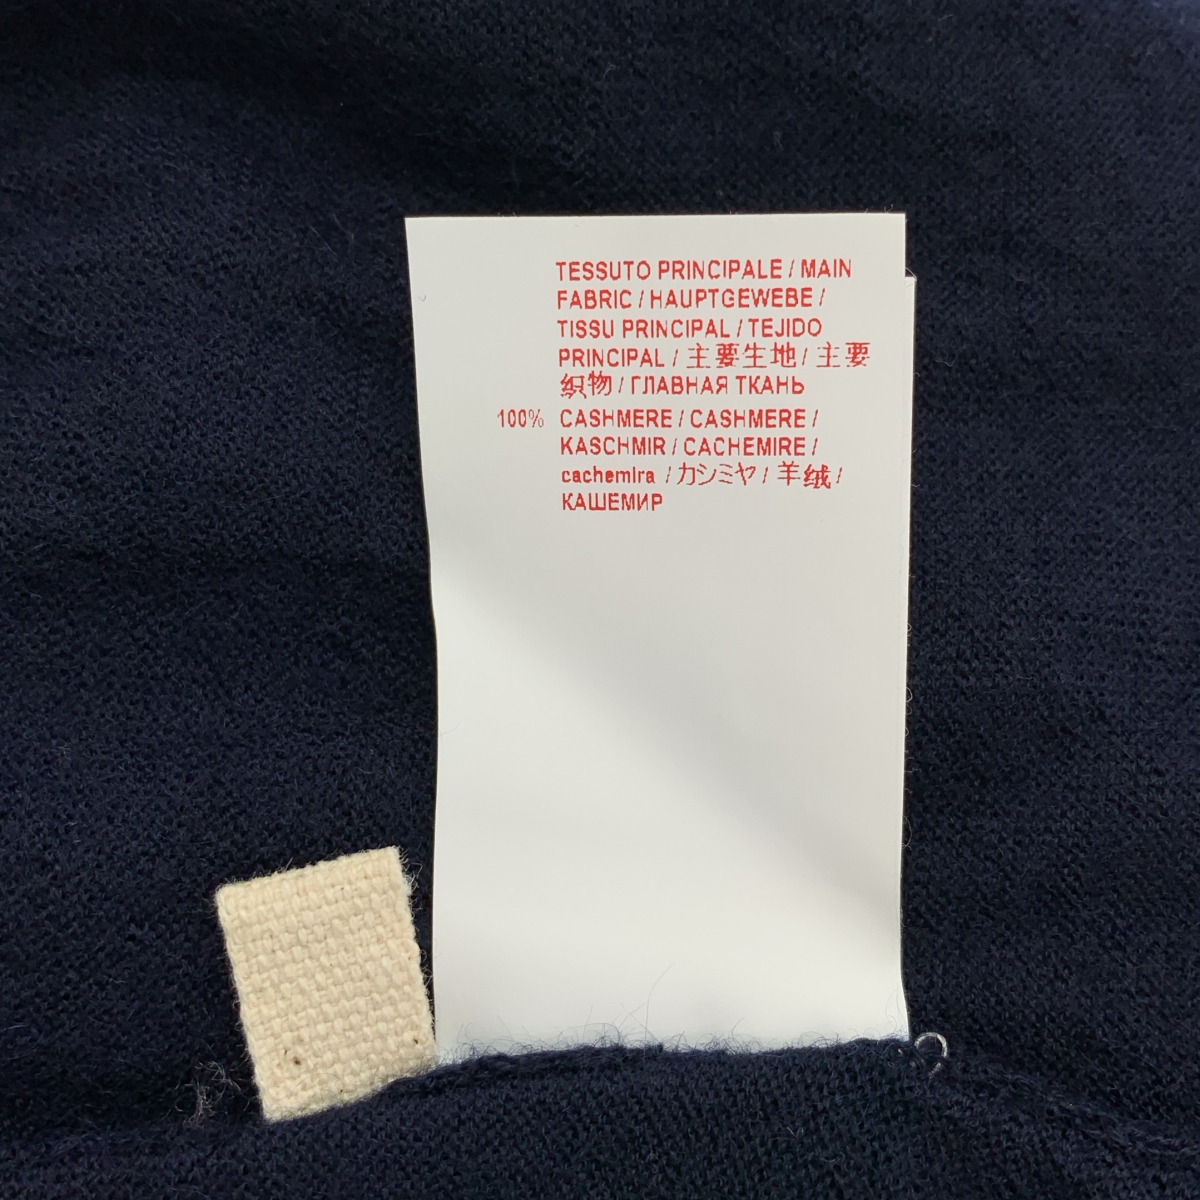 TESSUTO PRINCIPALE / MAIN
FABRIC / HAUPTGEWEBE /
TISSU PRINCIPAL / TEJIDO
PRINCIPAL / 主要生地 / 主要
织物 / ГЛАВНАЯ ТКАНЬ
100% CASHMERE / CASHMERE /
KASCHMIR / CACHEMIRE /
cachemira / カシミヤ / 羊绒 /
КАШЕМИР